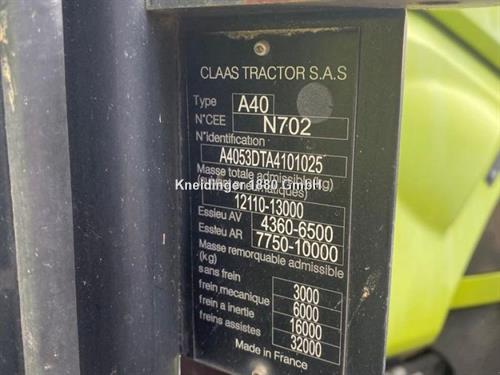 CLAAS TRACTOR S.A.S
Type A40
N°CEE N702
N°identification
A4053DTA4101025
Masse totale admissible (kg)
Kneidinger 1880 GmbH
12110-13000
Essieu AV 4360-6500
Essieu AR 7750-10000
Masse remorquable admissible
(kg)
sans frein 3000
frein mecanique 6000
frein a inertie 16000
freins assistes 32000
Made in France